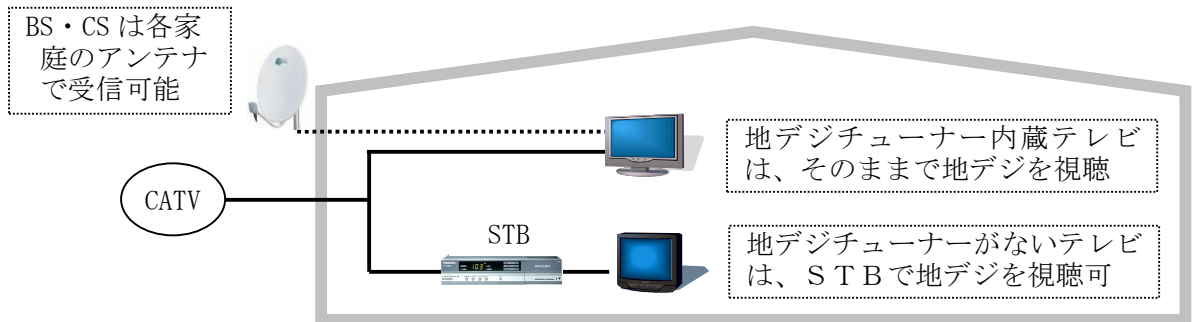 BS・CS は各家
庭のアンテナ
で受信可能
地デジチューナー内蔵テレビ
は、そのままで地デジを視聴
CATV
STB
地デジチューナーがないテレビ
は、ＳＴＢで地デジを視聴可